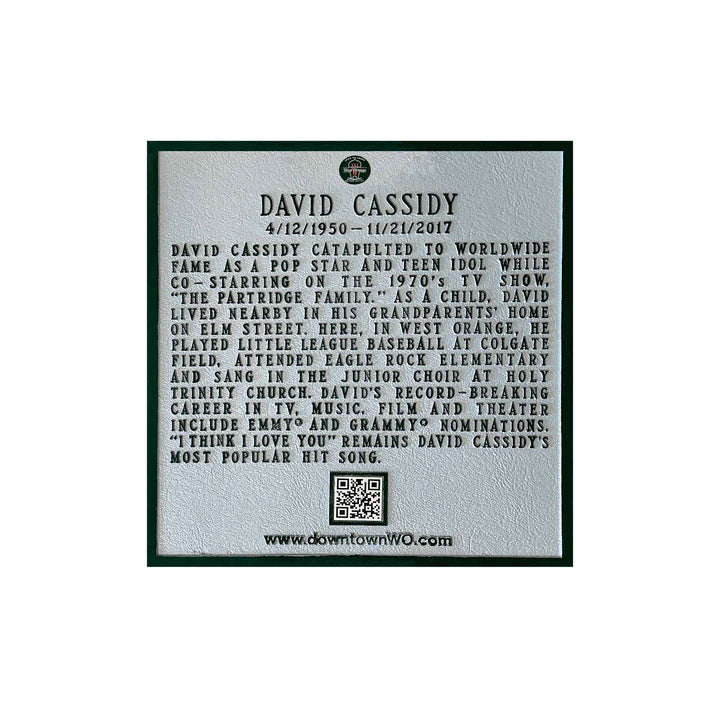 DAVID CASSIDY
4/12/1950 – 11/21/2017
DAVID CASSIDY CATAPULTED TO WORLDWIDE
FAME AS A POP STAR AND TEEN IDOL WHILE
CO-STARRING ON THE 1970's TV SHOW,
"THE PARTRIDGE FAMILY." AS A CHILD, DAVID
LIVED NEARBY IN HIS GRANDPARENTS' HOME
ON ELM STREET. HERE, IN WEST ORANGE, HE
PLAYED LITTLE LEAGUE BASEBALL AT COLGATE
FIELD, ATTENDED EAGLE ROCK ELEMENTARY
AND SANG IN THE JUNIOR CHOIR AT HOLY
TRINITY CHURCH. DAVID'S RECORD-BREAKING
CAREER IN TV, MUSIC, FILM AND THEATER
INCLUDE EMMY® AND GRAMMY® NOMINATIONS.
"I THINK I LOVE YOU" REMAINS DAVID CASSIDY'S
MOST POPULAR HIT SONG.
www.downtownWO.com